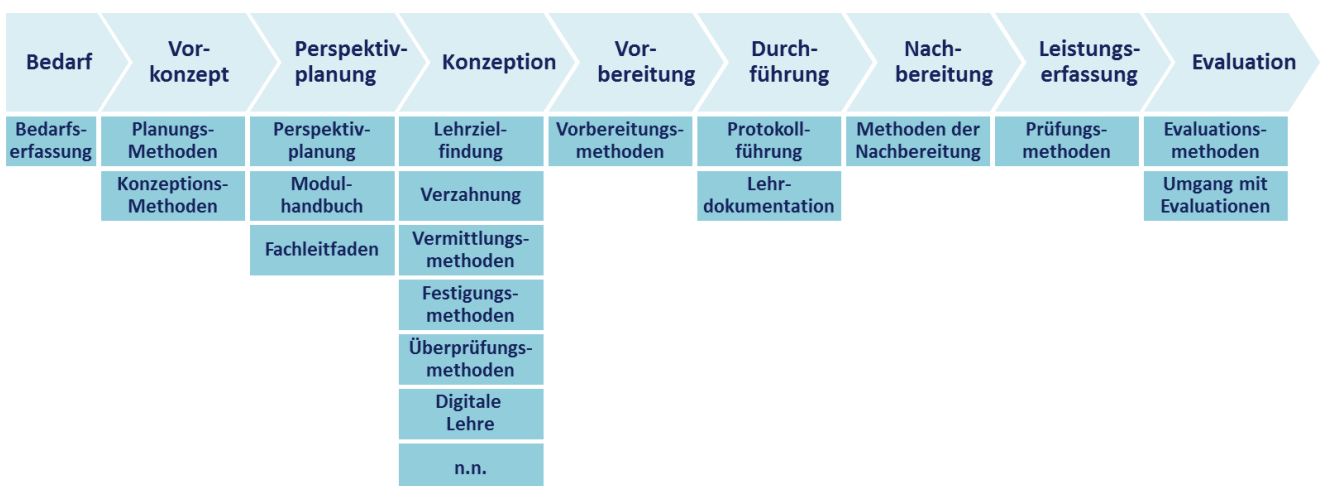 Bedarf
Vor-
konzept
Perspektiv-
planung
Konzeption
Vor-
bereitung
Durch-
führung
Nach-
bereitung
Leistungs-
erfassung
Evaluation
Bedarfs-
erfassung
Planungs-
Methoden
Perspektiv-
planung
Lehrziel-
findung
Vorbereitungs-
methoden
Protokoll-
führung
Methoden der
Nachbereitung
Prüfungs-
methoden
Evaluations-
methoden
Konzeptions-
Methoden
Modul-
handbuch
Verzahnung
Lehr-
dokumentation
Umgang mit
Evaluationen
Fachleitfaden
Vermittlungs-
methoden
Festigungs-
methoden
Überprüfungs-
methoden
Digitale
Lehre
n.n.